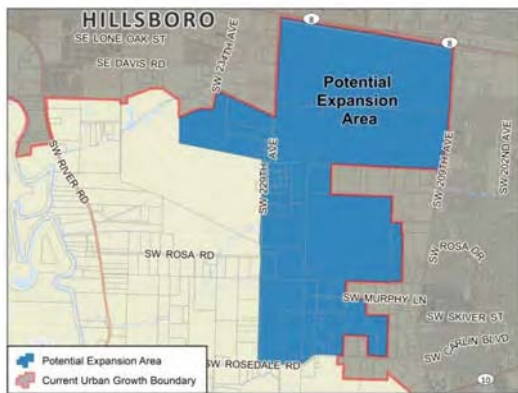 HILLSBORO
SE LONE OAK ST
SE DAVIS RD
SW 234TH AVE
8
8
Potential
Expansion
Area
SW RIVER RD
SW 229TH AVE
SW 209TH AVE
SW 202ND AVE
SW ROSA RD
SW ROSA DR
SW MURPHY LN
SW SKIVER ST
SW CARLIN BLVD
SW ROSEDALE RD
10
Potential Expansion Area
Current Urban Growth Boundary